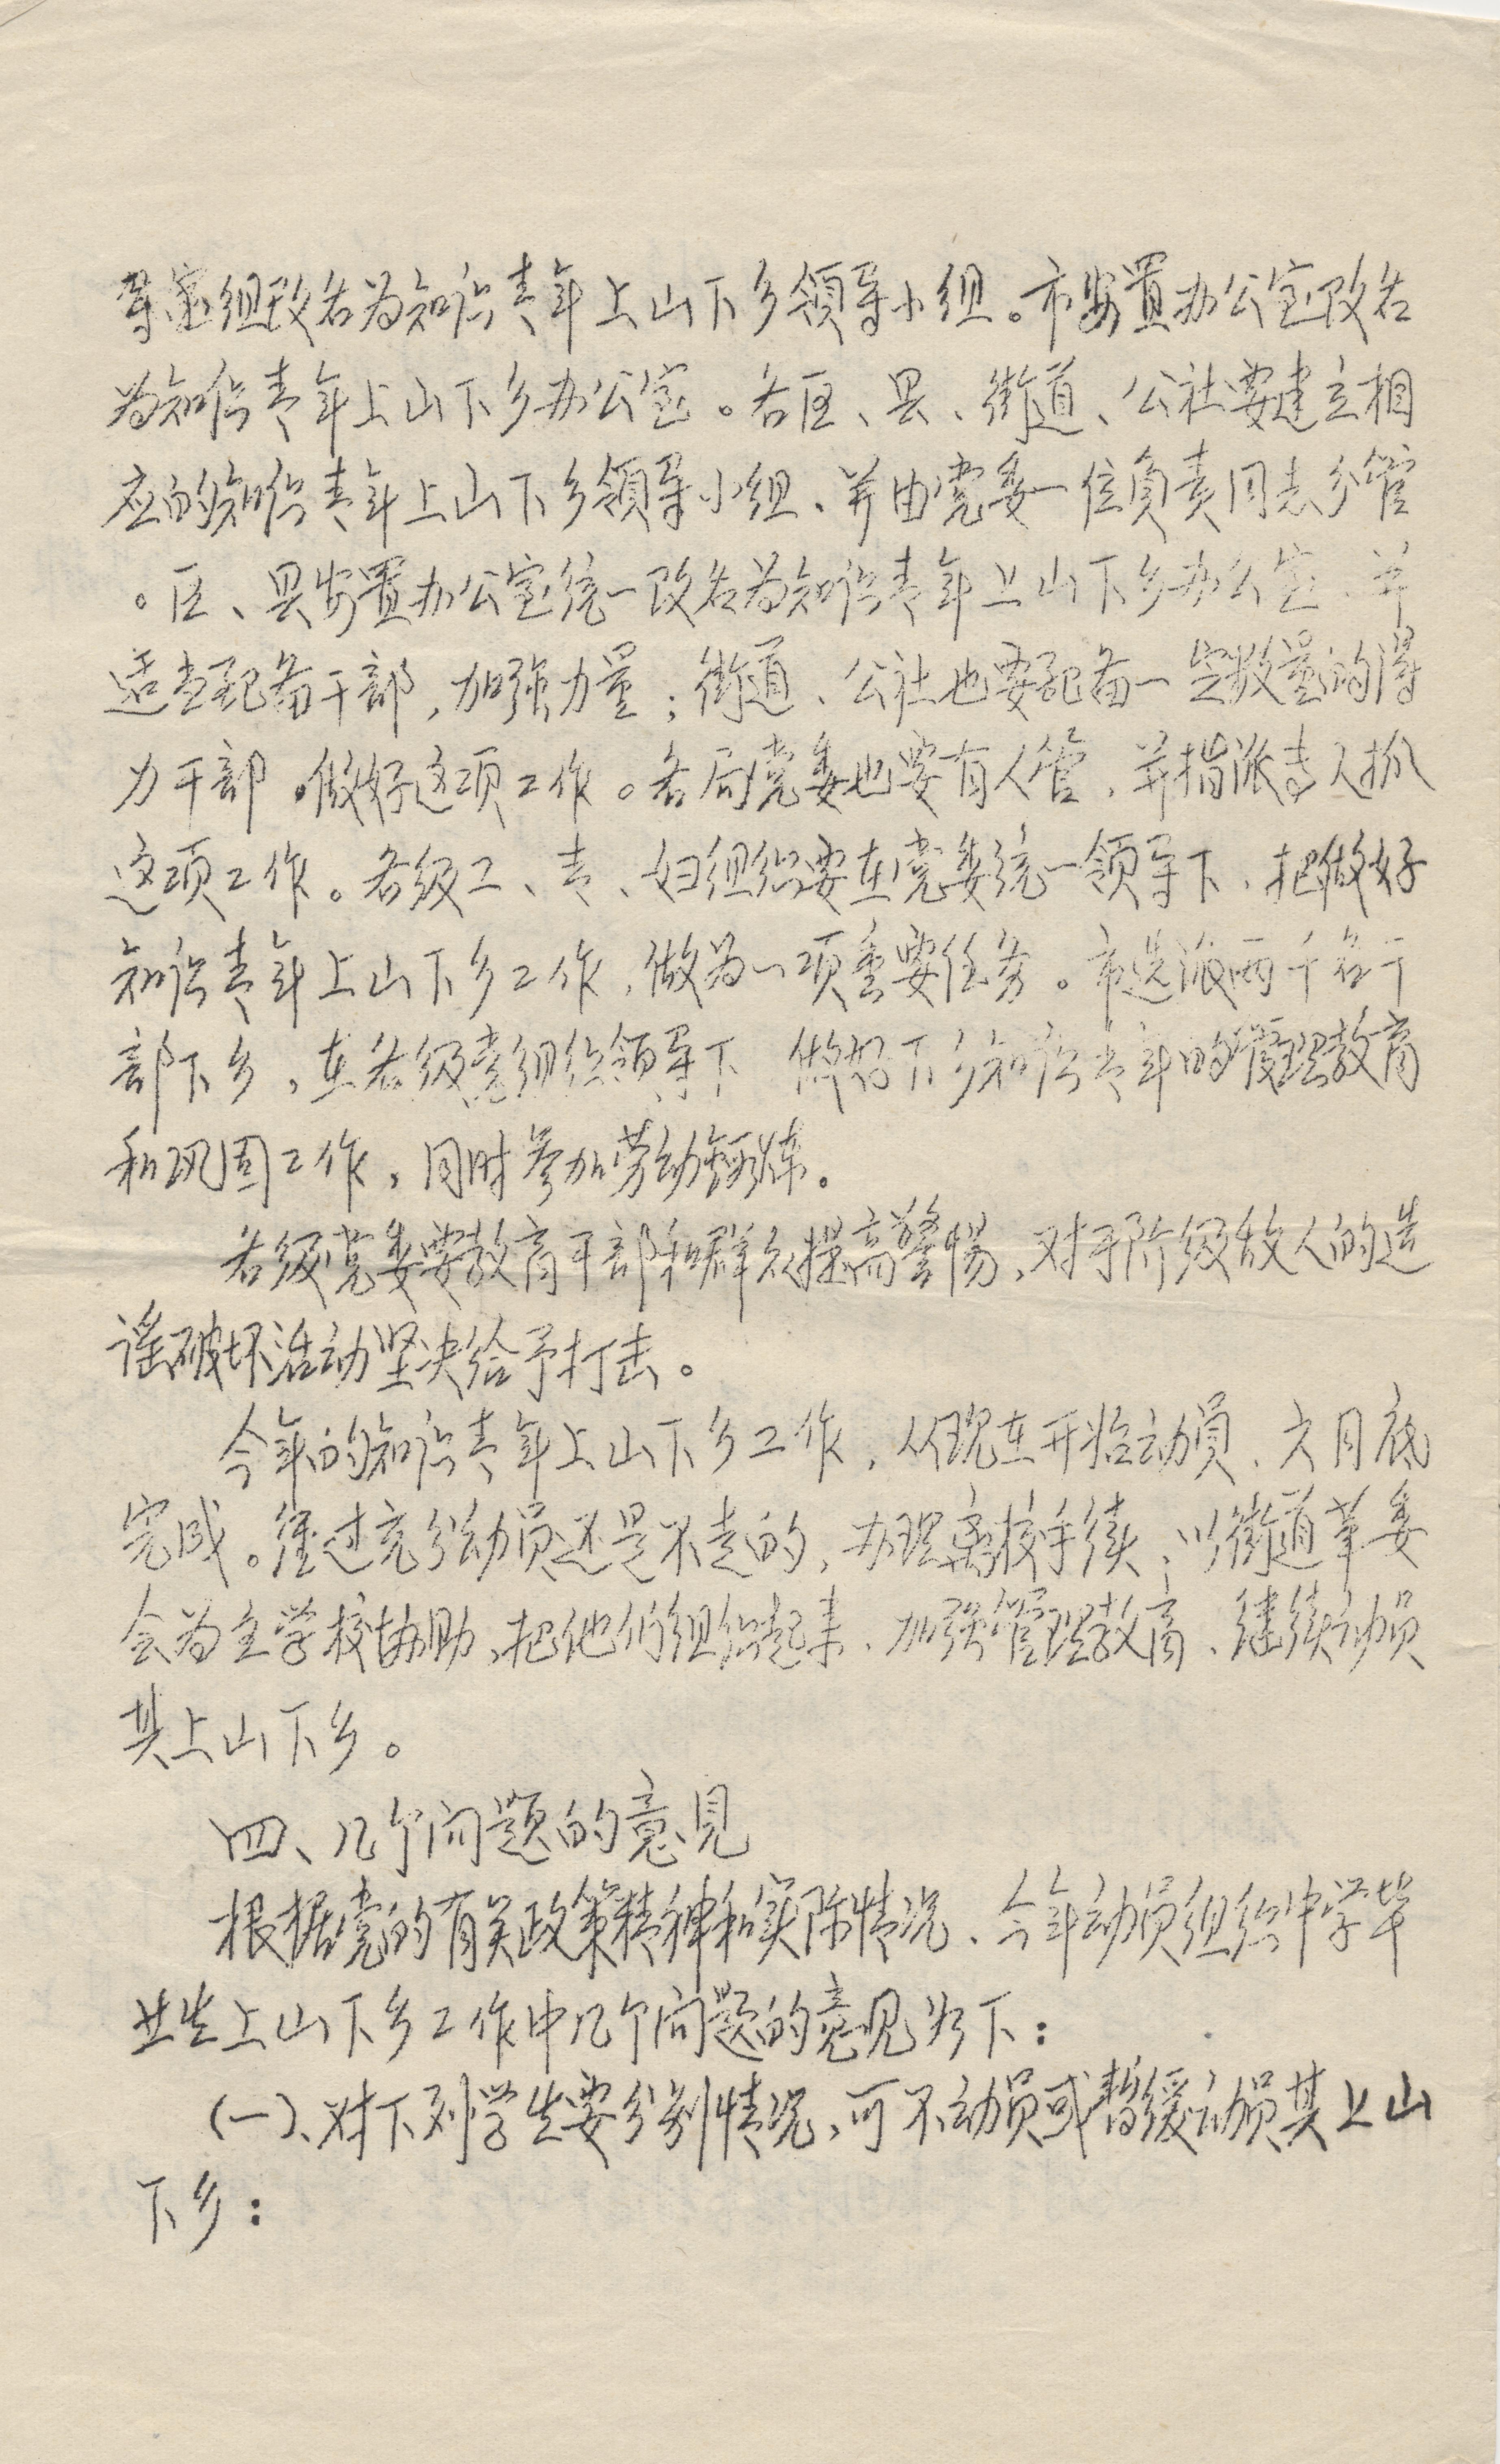 导室组改名为知识青年上山下乡领导小组。市安置办公室改名
为知识青年上山下乡办公室。各区、县、街道、公社要建立相
应的知识青年上山下乡领导小组、并由党委一位负责同志分管
。区、县安置办公室统一改名为知识青年上山下乡办公室、并
适当配备干部,加强力量;街道、公社也要配备一定数量的得
力干部,做好这项工作。各局党委也要有人管,并指派专人抓
这项工作。各级工、青、妇组织要在党委统一领导下,把做好
知识青年上山下乡工作,做为一项重要任务。市选派两千名干
部下乡,在各级党组织领导下 做好下乡知识青年的管理教育
和巩固工作,同时参加劳动锻炼。
各级党委要教育干部和群众提高警惕,对于阶级敌人的造
谣破坏活动坚决给予打击。
今年的知识青年上山下乡工作,从现在开始动员、六月底
完成。经过充分动员还是不走的,办理离校手续,以街道革委
会为主学校协助,把他们组织起来、加强管理教育、继续动员
其上山下乡。
四、几个问题的意见
根据党的有关政策精神和实际情况、今年动员组织中学毕
业生上山下乡工作中几个问题的意见如下:
(一)、对下列学生要分别情况,可不动员或暂缓动员其上山
下乡: